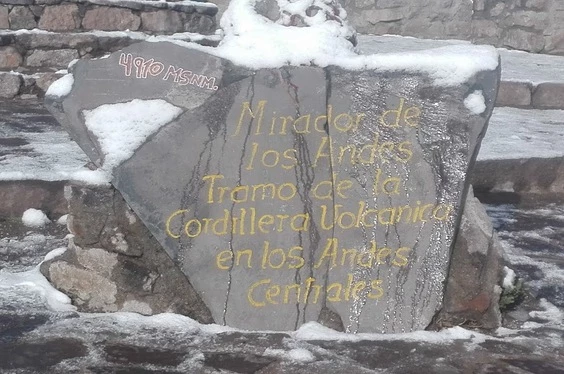 4910 MSNM.
Mirador de
los Andes
Tramo de la
Cordillera Volcanica
en los Andes
Centrales